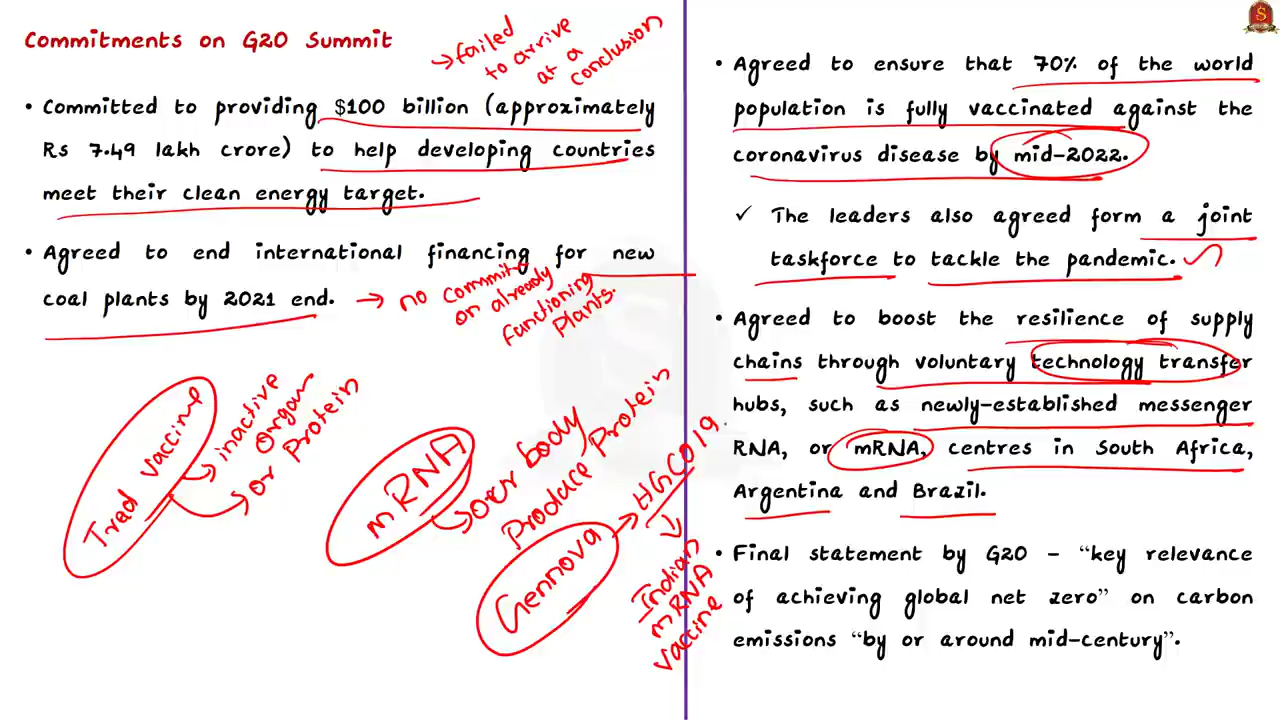 Commitments on G20 Summit
→ failed
to arrive
at a
conclusion
• Committed to providing $100 billion (approximately
Rs 7.49 lakh crore) to help developing countries
meet their clean energy target.
• Agreed to end international financing for new
coal plants by 2021 end.
→ no commit
on already
functioning
plants.
Trad vaccine
→ inactive
organ
or Protein
mRNA
→ our body
produce Protein
Gennova → HGCO19.
Indian
mRNA
vaccine
• Agreed to ensure that 70% of the world
population is fully vaccinated against the
coronavirus disease by mid-2022.
✓ The leaders also agreed form a joint
taskforce to tackle the pandemic.
• Agreed to boost the resilience of supply
chains through voluntary technology transfer
hubs, such as newly-established messenger
RNA, or mRNA, centres in South Africa,
Argentina and Brazil.
• Final statement by G20 – “key relevance
of achieving global net zero” on carbon
emissions “by or around mid-century”.